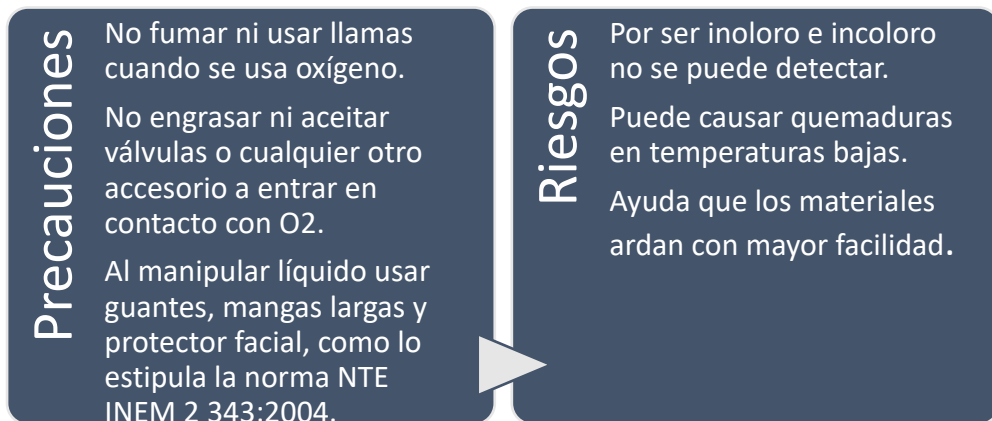 Precauciones
No fumar ni usar llamas
cuando se usa oxígeno.
No engrasar ni aceitar
válvulas o cualquier otro
accesorio a entrar en
contacto con O2.
Al manipular líquido usar
guantes, mangas largas y
protector facial, como lo
estipula la norma NTE
INEM 2 343:2004.
Riesgos
Por ser inoloro e incoloro
no se puede detectar.
Puede causar quemaduras
en temperaturas bajas.
Ayuda que los materiales
ardan con mayor facilidad.